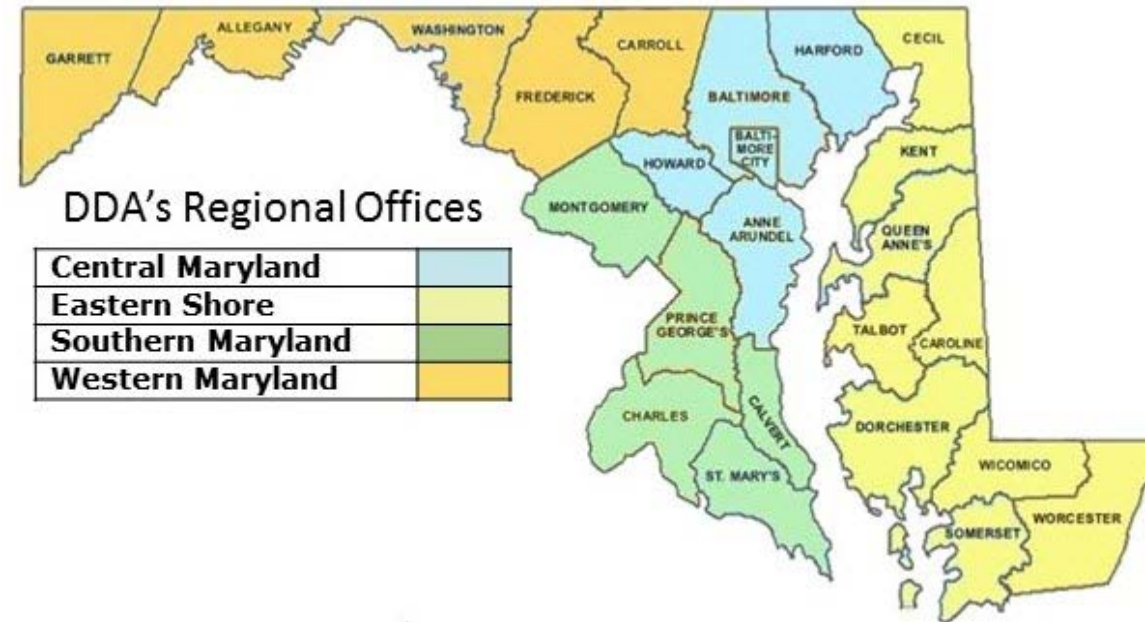 GARRETT
ALLEGANY
WASHINGTON
FREDERICK
CARROLL
BALTIMORE
HARFORD
CECIL
BALTI-
MORE
CITY
HOWARD
KENT
MONTGOMERY
ANNE
ARUNDEL
QUEEN
ANNE'S
PRINCE
GEORGE'S
TALBOT
CAROLINE
CHARLES
CALVERT
DORCHESTER
ST. MARY'S
WICOMICO
SOMERSET
WORCESTER
DDA's Regional Offices
Central Maryland
Eastern Shore
Southern Maryland
Western Maryland